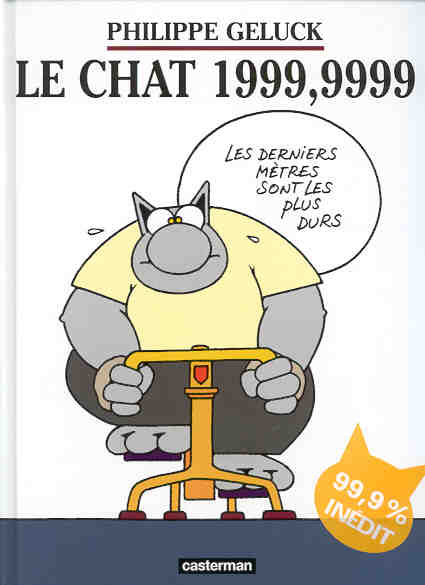 PHILIPPE GELUCK
LE CHAT 1999,9999
LES DERNIERS
MÈTRES
SONT LES
PLUS
DURS
99,9%
INÉDIT
casterman